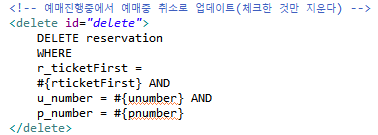 <!-- 예매진행중에서 예매중 취소로 업데이트(체크한 것만 지운다) -->
<delete id="delete">
DELETE reservation
WHERE
r_ticketFirst =
#{rticketFirst} AND
u_number = #{unumber} AND
p_number = #{pnumber}
</delete>